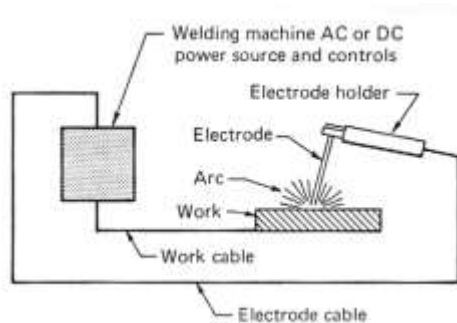 Welding machine AC or DC
power source and controls
Electrode holder
Electrode
Arc
Work
Work cable
Electrode cable